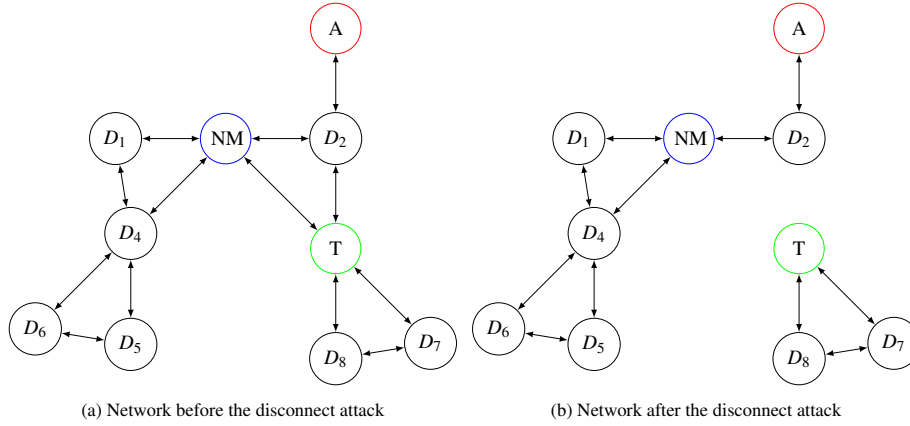 A
D₁
NM
D₂
D₄
T
D₆
D₅
D₈
D₇
(a) Network before the disconnect attack
A
D₁
NM
D₂
D₄
T
D₆
D₅
D₈
D₇
(b) Network after the disconnect attack